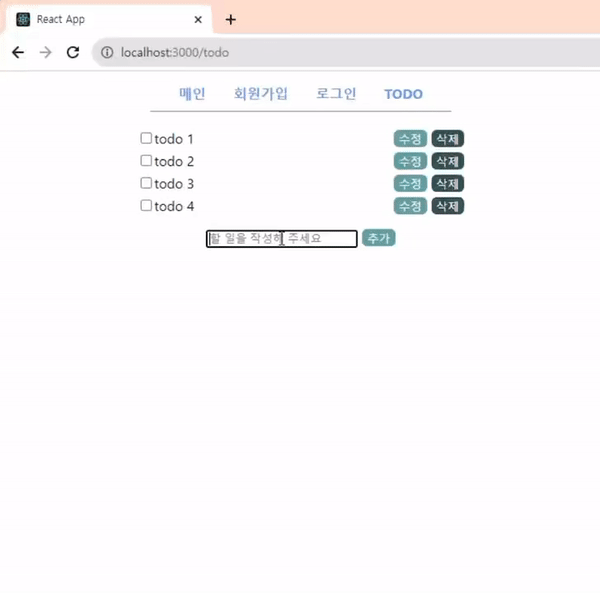 React App
localhost:3000/todo
메인 회원가입 로그인 TODO
todo 1 수정 삭제
todo 2 수정 삭제
todo 3 수정 삭제
todo 4 수정 삭제
할 일을 작성해 주세요 추가